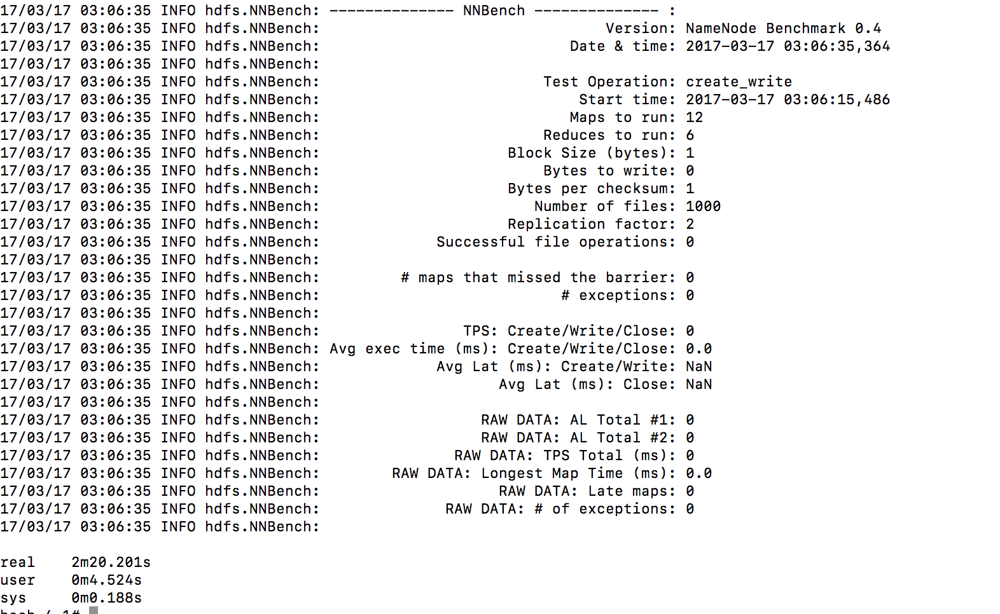 17/03/17 03:06:35 INFO hdfs.NNBench: -------------- NNBench -------------- :
17/03/17 03:06:35 INFO hdfs.NNBench: Version: NameNode Benchmark 0.4
17/03/17 03:06:35 INFO hdfs.NNBench: Date & time: 2017-03-17 03:06:35,364
17/03/17 03:06:35 INFO hdfs.NNBench:
17/03/17 03:06:35 INFO hdfs.NNBench: Test Operation: create_write
17/03/17 03:06:35 INFO hdfs.NNBench: Start time: 2017-03-17 03:06:15,486
17/03/17 03:06:35 INFO hdfs.NNBench: Maps to run: 12
17/03/17 03:06:35 INFO hdfs.NNBench: Reduces to run: 6
17/03/17 03:06:35 INFO hdfs.NNBench: Block Size (bytes): 1
17/03/17 03:06:35 INFO hdfs.NNBench: Bytes to write: 0
17/03/17 03:06:35 INFO hdfs.NNBench: Bytes per checksum: 1
17/03/17 03:06:35 INFO hdfs.NNBench: Number of files: 1000
17/03/17 03:06:35 INFO hdfs.NNBench: Replication factor: 2
17/03/17 03:06:35 INFO hdfs.NNBench: Successful file operations: 0
17/03/17 03:06:35 INFO hdfs.NNBench:
17/03/17 03:06:35 INFO hdfs.NNBench: # maps that missed the barrier: 0
17/03/17 03:06:35 INFO hdfs.NNBench: # exceptions: 0
17/03/17 03:06:35 INFO hdfs.NNBench:
17/03/17 03:06:35 INFO hdfs.NNBench: TPS: Create/Write/Close: 0
17/03/17 03:06:35 INFO hdfs.NNBench: Avg exec time (ms): Create/Write/Close: 0.0
17/03/17 03:06:35 INFO hdfs.NNBench: Avg Lat (ms): Create/Write: NaN
17/03/17 03:06:35 INFO hdfs.NNBench: Avg Lat (ms): Close: NaN
17/03/17 03:06:35 INFO hdfs.NNBench:
17/03/17 03:06:35 INFO hdfs.NNBench: RAW DATA: AL Total #1: 0
17/03/17 03:06:35 INFO hdfs.NNBench: RAW DATA: AL Total #2: 0
17/03/17 03:06:35 INFO hdfs.NNBench: RAW DATA: TPS Total (ms): 0
17/03/17 03:06:35 INFO hdfs.NNBench: RAW DATA: Longest Map Time (ms): 0.0
17/03/17 03:06:35 INFO hdfs.NNBench: RAW DATA: Late maps: 0
17/03/17 03:06:35 INFO hdfs.NNBench: RAW DATA: # of exceptions: 0
17/03/17 03:06:35 INFO hdfs.NNBench:
real 2m20.201s
user 0m4.524s
sys 0m0.188s